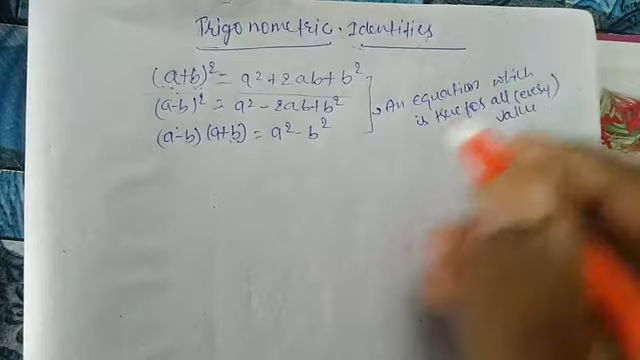 Trigonometric. Identities
(a+b)² = a² + 2ab + b²
(a-b)² = a² - 2ab + b²
(a-b) (a+b) = a² - b²
An equation which
is true for all (every)
value